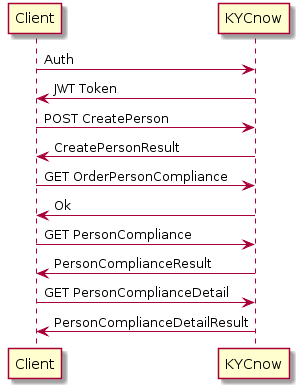 Client KYCnow
Auth
JWT Token
POST CreatePerson
CreatePersonResult
GET OrderPersonCompliance
Ok
GET PersonCompliance
PersonComplianceResult
GET PersonComplianceDetail
PersonComplianceDetailResult
Client KYCnow